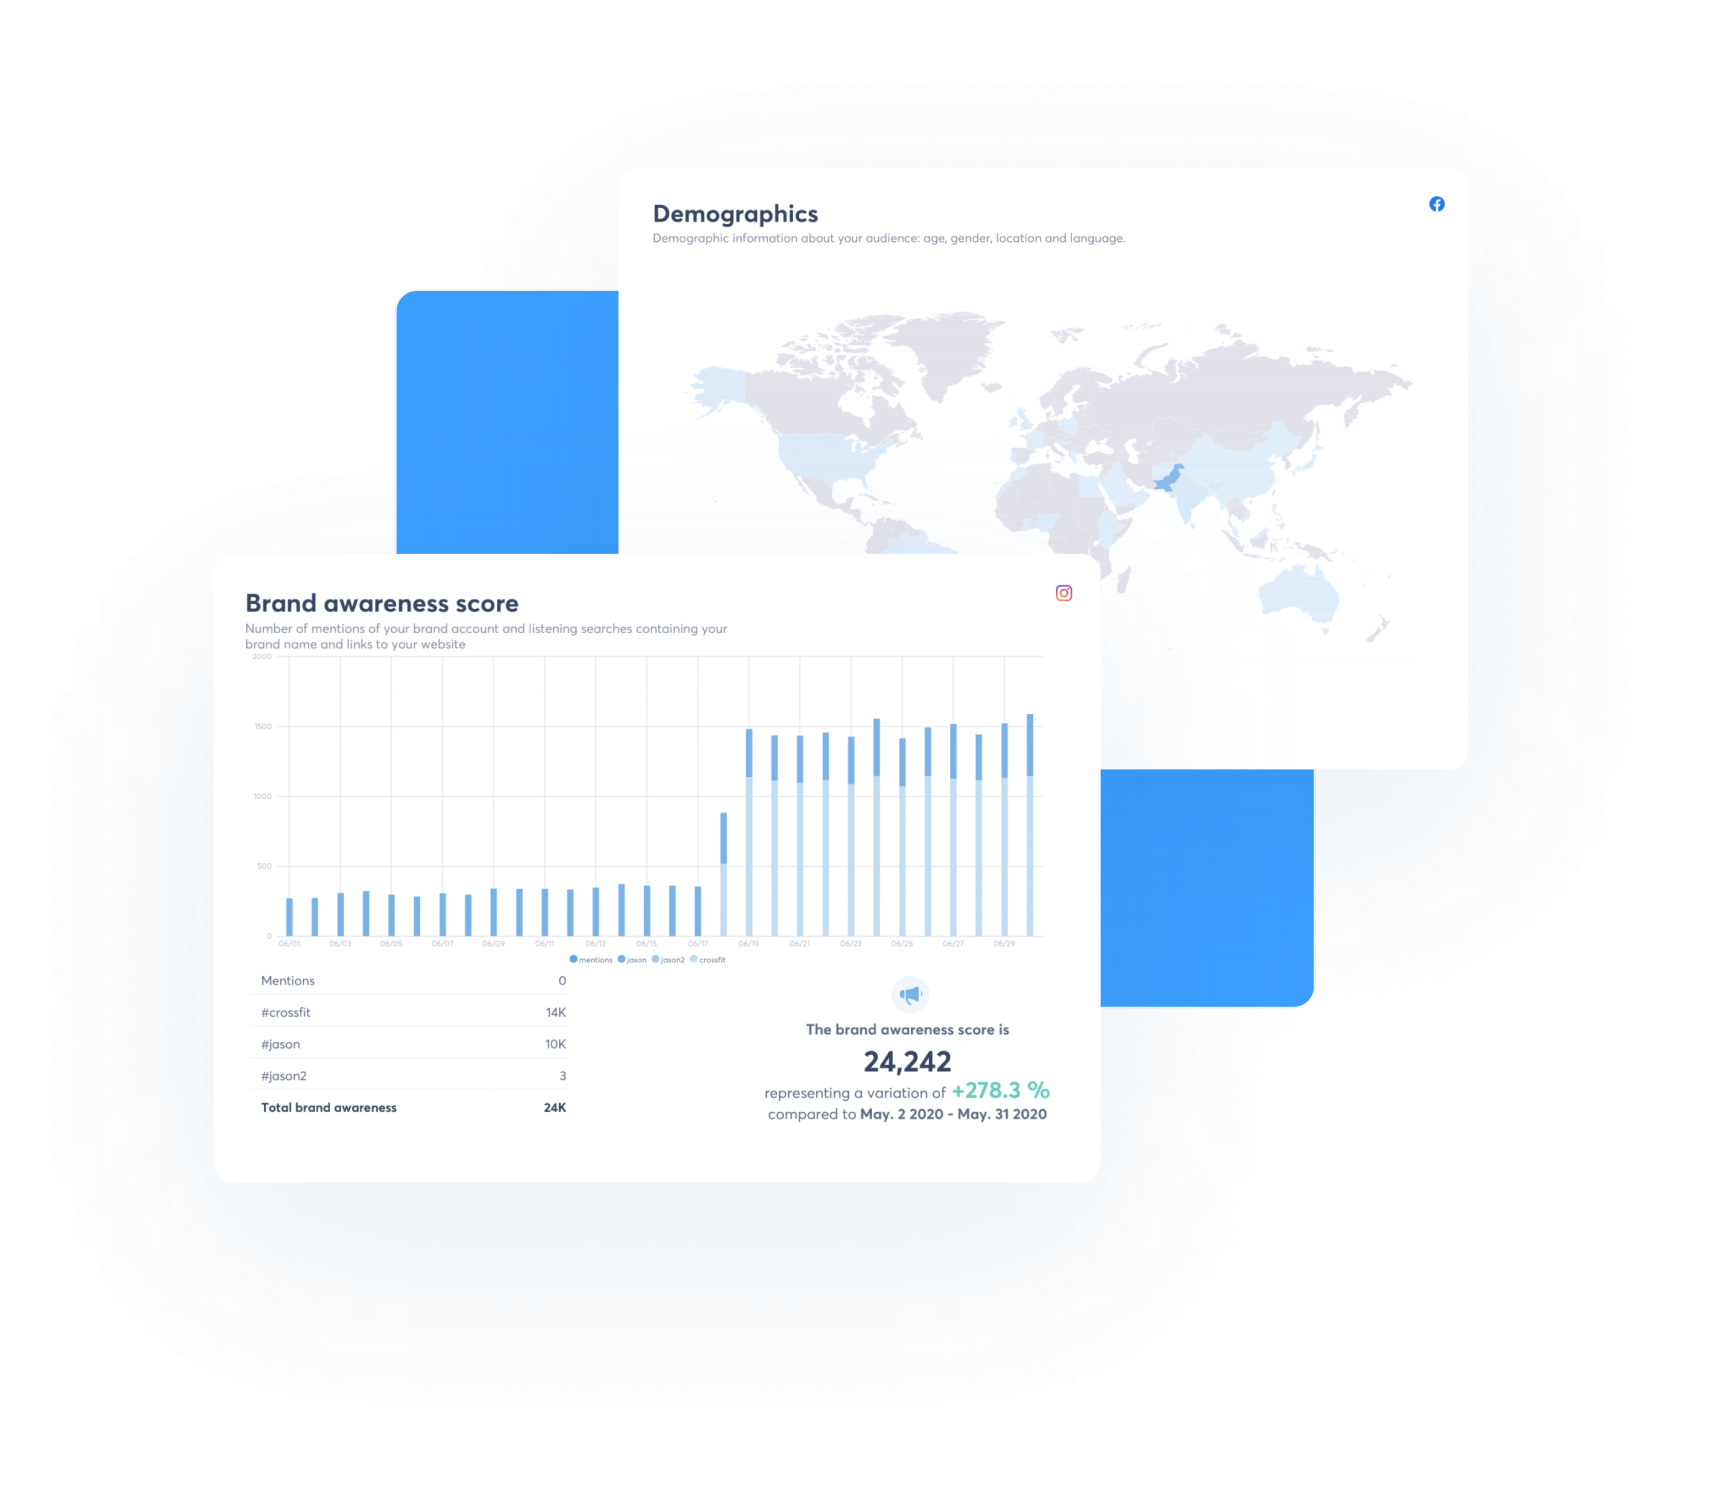 Demographics
Demographic information about your audience: age, gender, location and language.
Brand awareness score
Number of mentions of your brand account and listening searches containing your
brand name and links to your website
2000
1500
1000
500
0
06/01 06/03 06/05 06/07 06/09 06/11 06/13 06/15 06/17 06/19 06/21 06/23 06/25 06/27 06/29
mentions jason jason2 crossfit
Mentions 0
#crossfit 14K
#jason 10K
#jason2 3
Total brand awareness 24K
The brand awareness score is
24,242
representing a variation of +278.3 %
compared to May. 2 2020 - May. 31 2020